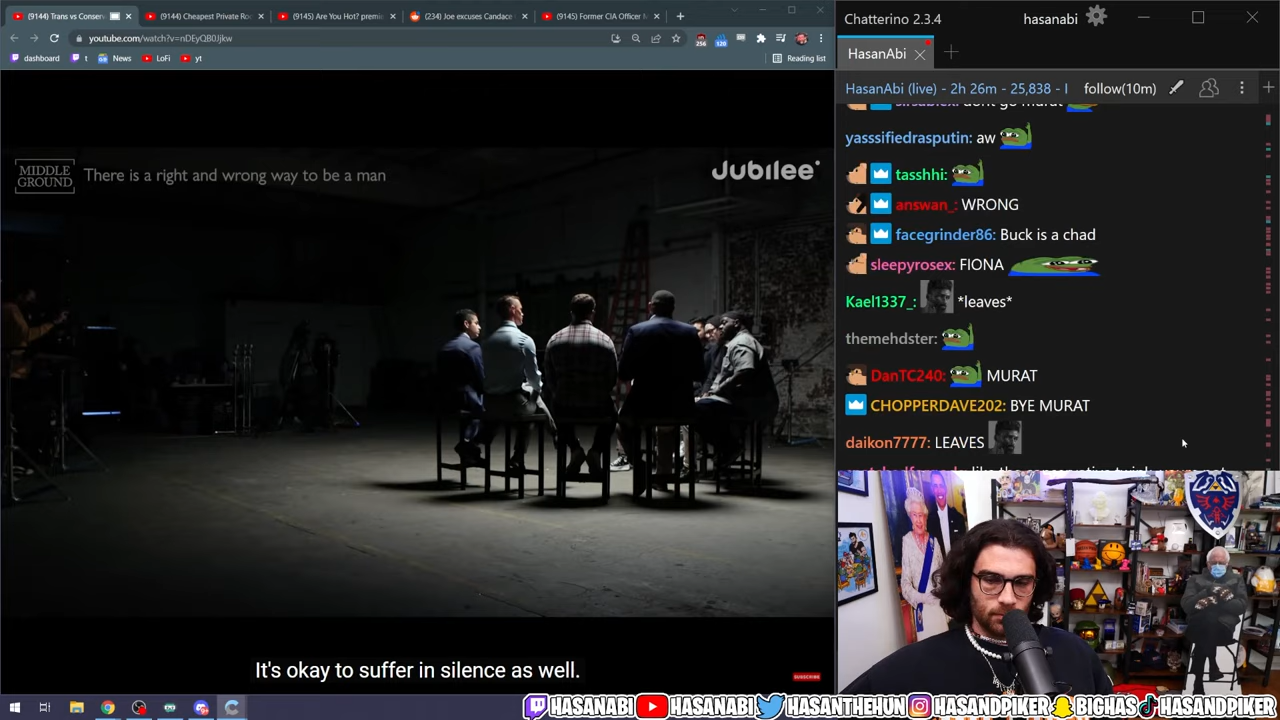 (9144) Trans vs Conserv
(9144) Cheapest Private Roo
(9145) Are You Hot? premi
(234) Joe excuses Candace
(9145) Former CIA Officer
youtube.com/watch?v=nDEyQB0Jjkw
dashboard
t
News
LoFi
yt
Reading list
MIDDLE GROUND
There is a right and wrong way to be a man
Jubilee
It's okay to suffer in silence as well.
SUBSCRIBE
Chatterino 2.3.4
hasanabi
HasanAbi
HasanAbi (live) - 2h 26m - 25,838 - I
follow(10m)
yasssifiedrasputin: aw
tasshhi:
answan_: WRONG
facegrinder86: Buck is a chad
sleepyrosex: FIONA
Kael1337_: *leaves*
themehdster:
DanTC240: MURAT
CHOPPERDAVE202: BYE MURAT
daikon7777: LEAVES
HASANABI
HASANABI
HASANTHEHUN
HASANDPIKER
BIGHAS
HASANDPIKER